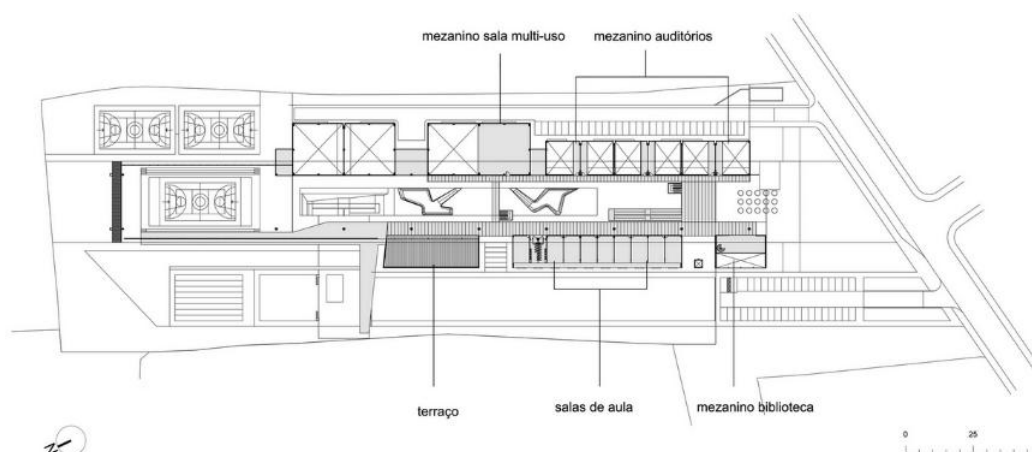 mezanino sala multi-uso
mezanino auditórios
terraço
salas de aula
mezanino biblioteca
N
0
25